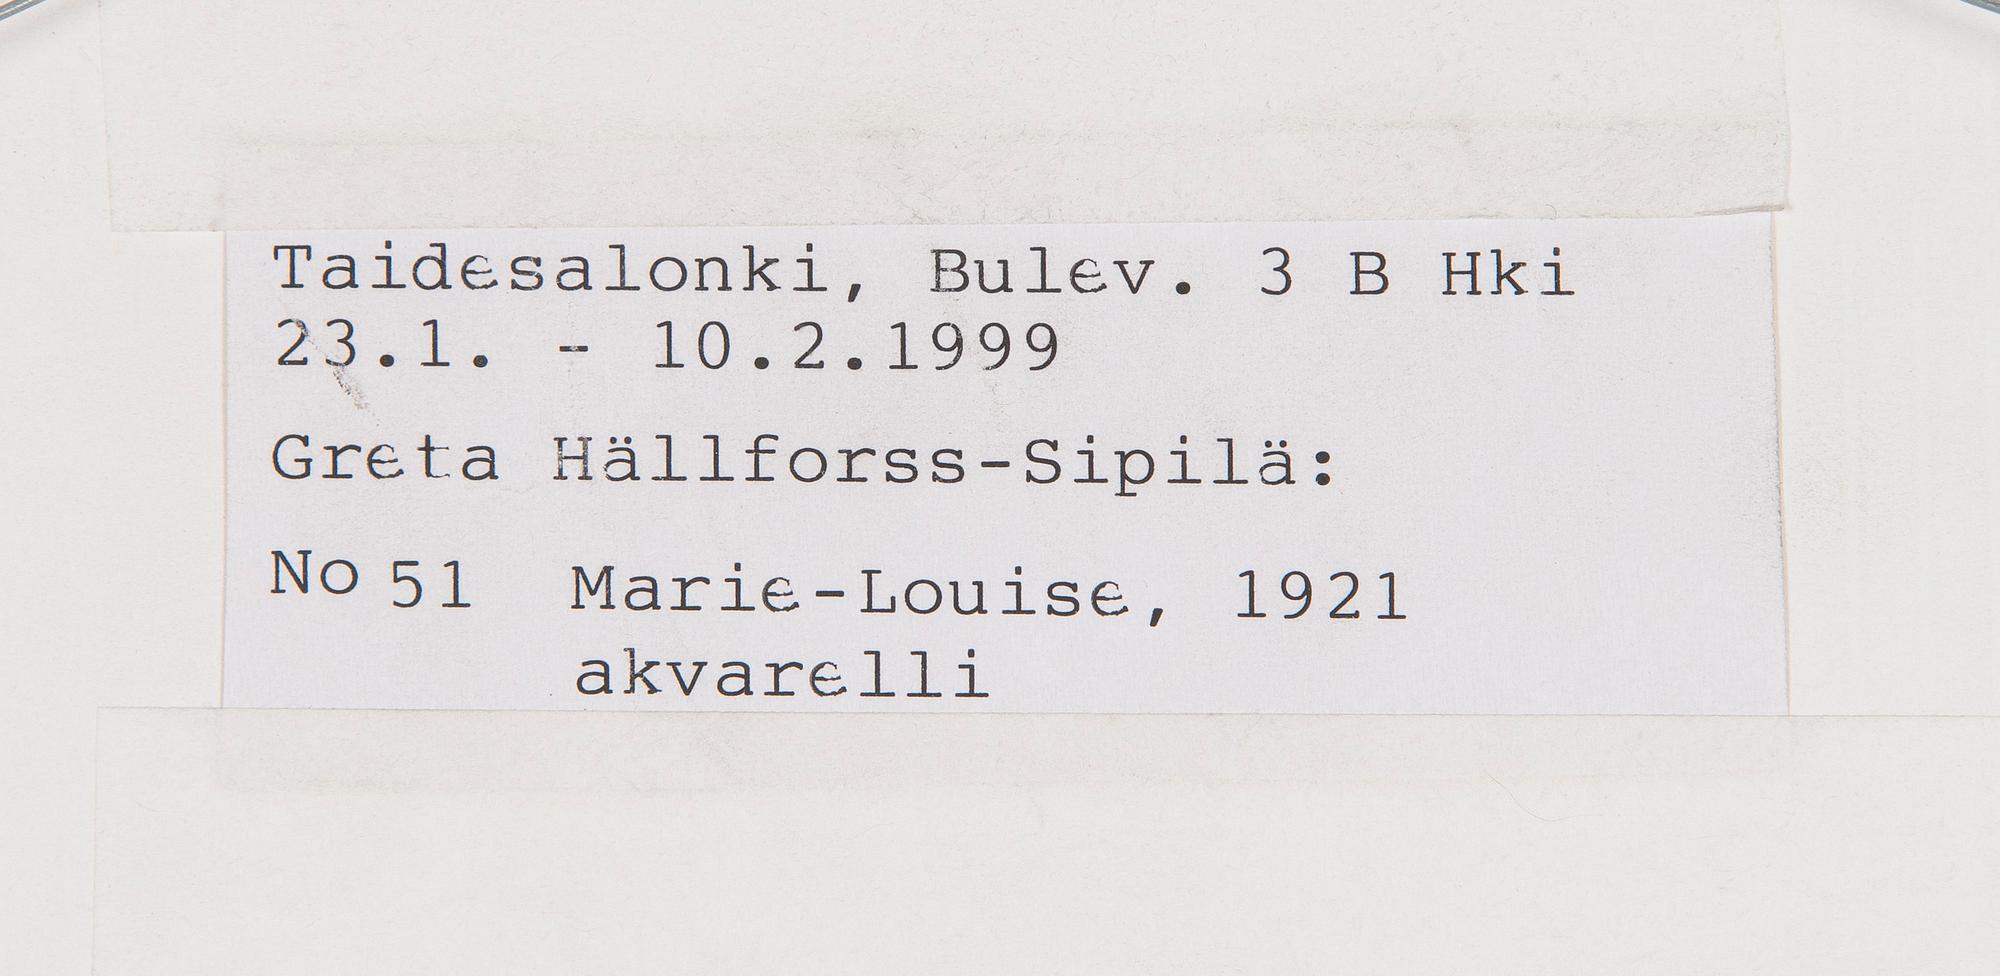 Taidesalonki, Bulev. 3 B Hki
23.1. - 10.2.1999
Greta Hällforss-Sipilä:
No 51 Marie-Louise, 1921
akvarelli